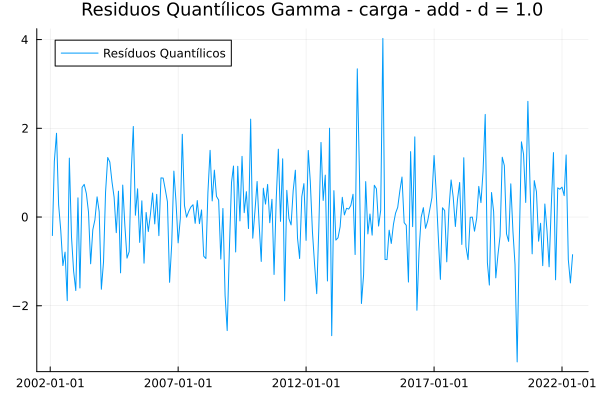 Residuos Quantílicos Gamma - carga - add - d = 1.0
Resíduos Quantílicos
4
2
0
−2
2002-01-01 2007-01-01 2012-01-01 2017-01-01 2022-01-01